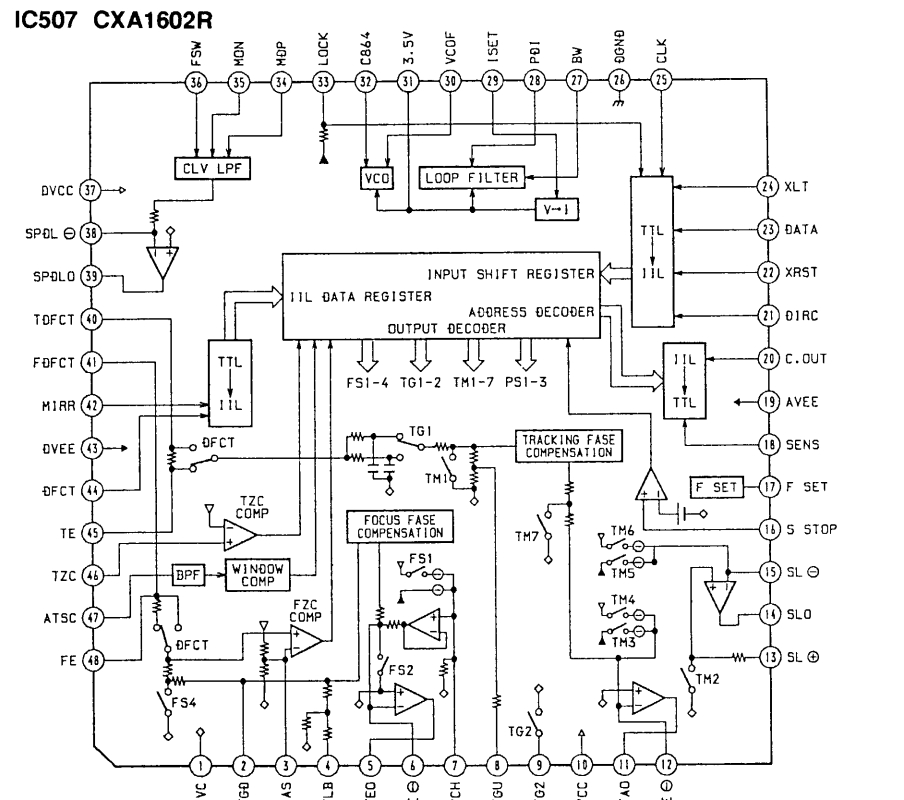 IC507 CXA1602R
FSW
MON
MDP
LOCK
C864
3.5V
VCOF
ISET
PDI
BW
DGND
CLK
36
35
34
33
32
31
30
29
28
27
26
25
CLV LPF
VCO
LOOP FILTER
V→I
DVCC 37
SPDL ⊖ 38
SPDLO 39
TDFCT 40
FDFCT 41
MIRR 42
DVEE 43
DFCT 44
TE 45
TZC 46
ATSC 47
FE 48
24 XLT
23 DATA
22 XRST
21 DIRC
20 C.OUT
19 AVEE
18 SENS
17 F SET
16 S STOP
15 SL ⊖
14 SLO
13 SL ⊕
TTL
IIL
INPUT SHIFT REGISTER
IIL DATA REGISTER
ADDRESS DECODER
OUTPUT DECODER
FS1-4
TG1-2
TM1-7
PS1-3
TTL
IIL
IIL
TTL
DFCT
TG1
TM1
TRACKING FASE
COMPENSATION
F SET
TZC
COMP
FOCUS FASE
COMPENSATION
TM7
TM6
TM5
BPF
WINDOW
COMP
FS1
FZC
COMP
TM4
TM3
DFCT
FS2
FS4
TM2
TG2
1
2
3
4
5
6
7
8
9
10
11
12
VC
TG2